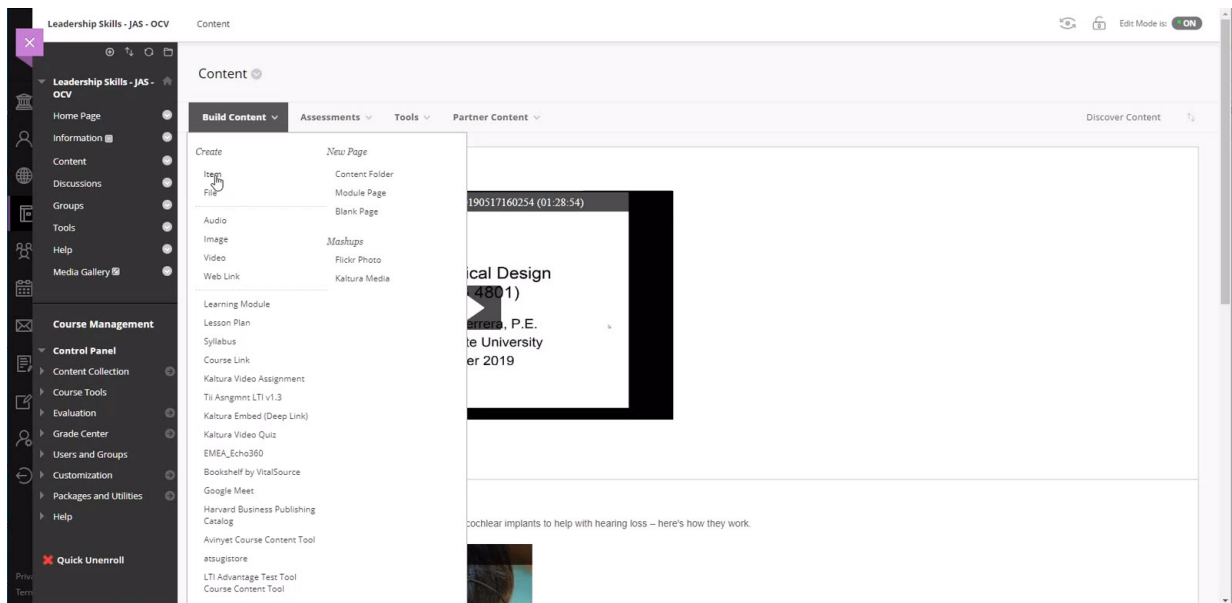 Leadership Skills - JAS - OCV
Content
Edit Mode is:
ON
Leadership Skills - JAS -
OCV
Home Page
Information
Content
Discussions
Groups
Tools
Help
Media Gallery
Course Management
Control Panel
Content Collection
Course Tools
Evaluation
Grade Center
Users and Groups
Customization
Packages and Utilities
Help
Quick Unenroll
Priv
Term
Content
Build Content
Assessments
Tools
Partner Content
Discover Content
Create
Item
File
Audio
Image
Video
Web Link
Learning Module
Lesson Plan
Syllabus
Course Link
Kaltura Video Assignment
Tii Asngmnt LTI v1.3
Kaltura Embed (Deep Link)
Kaltura Video Quiz
EMEA_Echo360
Bookshelf by VitalSource
Google Meet
Harvard Business Publishing
Catalog
Avinyet Course Content Tool
atsugistore
LTI Advantage Test Tool
Course Content Tool
New Page
Content Folder
Module Page
Blank Page
Mashups
Flickr Photo
Kaltura Media
190517160254 (01:28:54)
ical Design
4801)
errera, P.E.
te University
er 2019
cochlear implants to help with hearing loss – here's how they work.